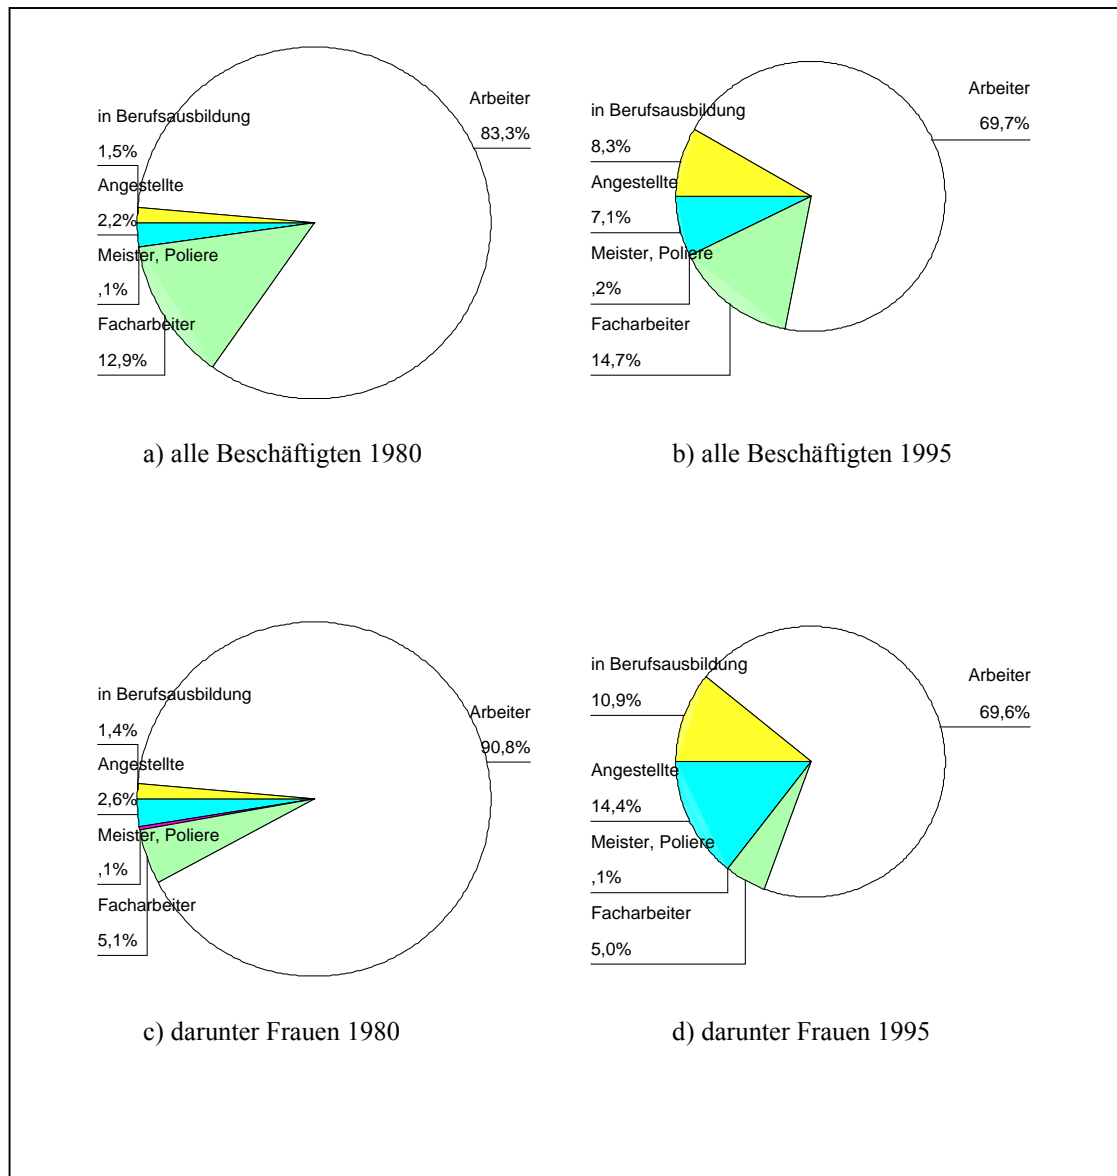 Arbeiter
83,3%
in Berufsausbildung
1,5%
Angestellte
2,2%
Meister, Poliere
,1%
Facharbeiter
12,9%
a) alle Beschäftigten 1980
Arbeiter
69,7%
in Berufsausbildung
8,3%
Angestellte
7,1%
Meister, Poliere
,2%
Facharbeiter
14,7%
b) alle Beschäftigten 1995
in Berufsausbildung
1,4%
Arbeiter
90,8%
Angestellte
2,6%
Meister, Poliere
,1%
Facharbeiter
5,1%
c) darunter Frauen 1980
in Berufsausbildung
10,9%
Arbeiter
69,6%
Angestellte
14,4%
Meister, Poliere
,1%
Facharbeiter
5,0%
d) darunter Frauen 1995